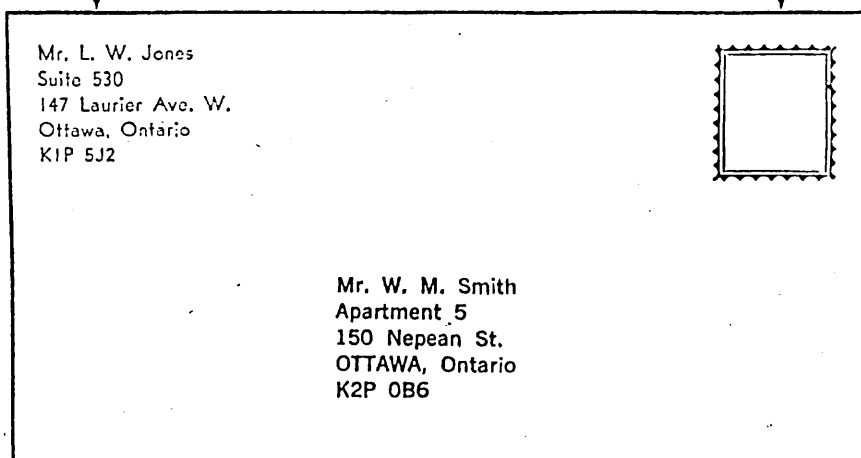 Mr. L. W. Jones
Suite 530
147 Laurier Ave. W.
Ottawa, Ontario
K1P 5J2
Mr. W. M. Smith
Apartment 5
150 Nepean St.
OTTAWA, Ontario
K2P 0B6